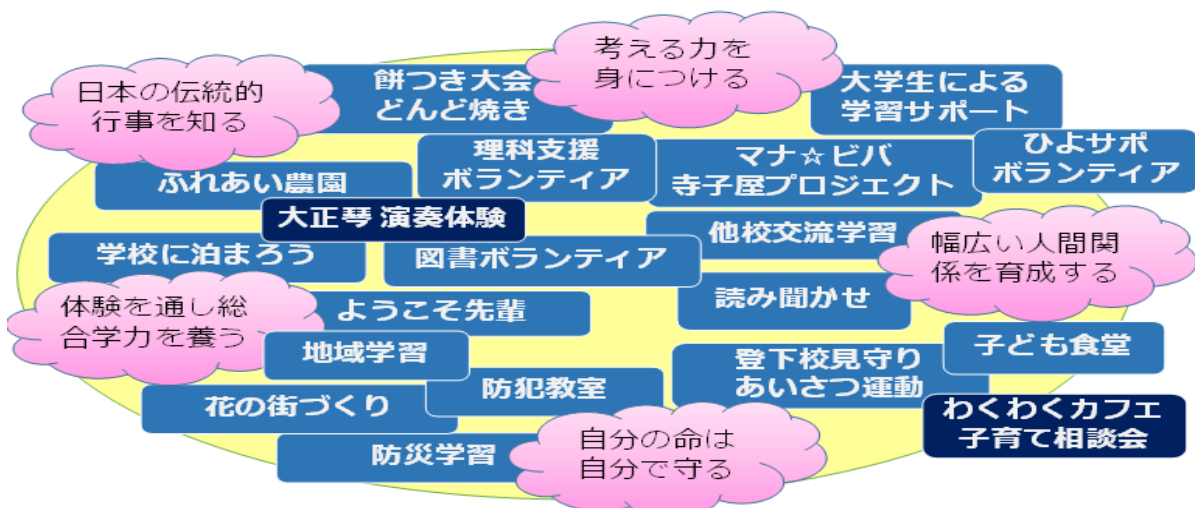 考える力を
身につける
日本の伝統的
行事を知る
餅つき大会
どんど焼き
大学生による
学習サポート
理科支援
ボランティア
マナ☆ビバ
寺子屋プロジェクト
ひよサポ
ボランティア
ふれあい農園
大正琴 演奏体験
他校交流学習
幅広い人間関
係を育成する
学校に泊まろう
図書ボランティア
体験を通し総
合学力を養う
ようこそ先輩
読み聞かせ
地域学習
登下校見守り
あいさつ運動
子ども食堂
花の街づくり
防犯教室
わくわくカフェ
子育て相談会
防災学習
自分の命は
自分で守る